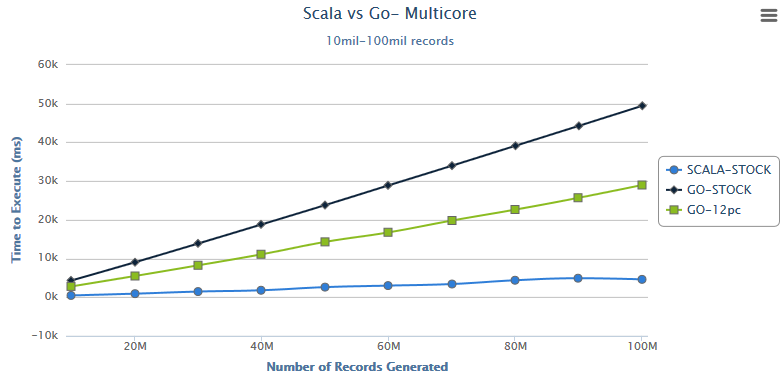 Scala vs Go- Multicore
10mil-100mil records
60k
50k
40k
30k
20k
10k
0k
-10k
Time to Execute (ms)
20M
40M
60M
80M
100M
Number of Records Generated
SCALA-STOCK
GO-STOCK
GO-12pc